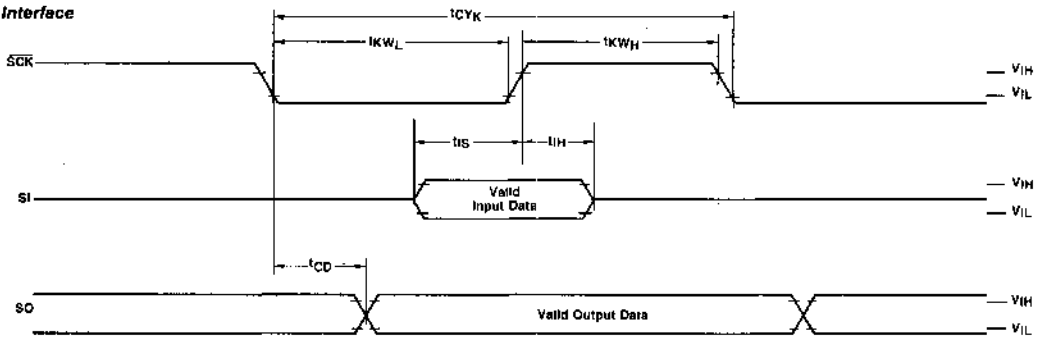 Interface
tCYK
tKWL
tKWH
SCK
VIH
VIL
tIS
tIH
SI
Valid
Input Data
VIH
VIL
tCD
SO
Valid Output Data
VIH
VIL